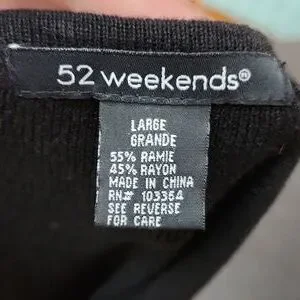 52 weekends®
LARGE
GRANDE
55% RAMIE
45% RAYON
MADE IN CHINA
RN# 103354
SEE REVERSE
FOR CARE